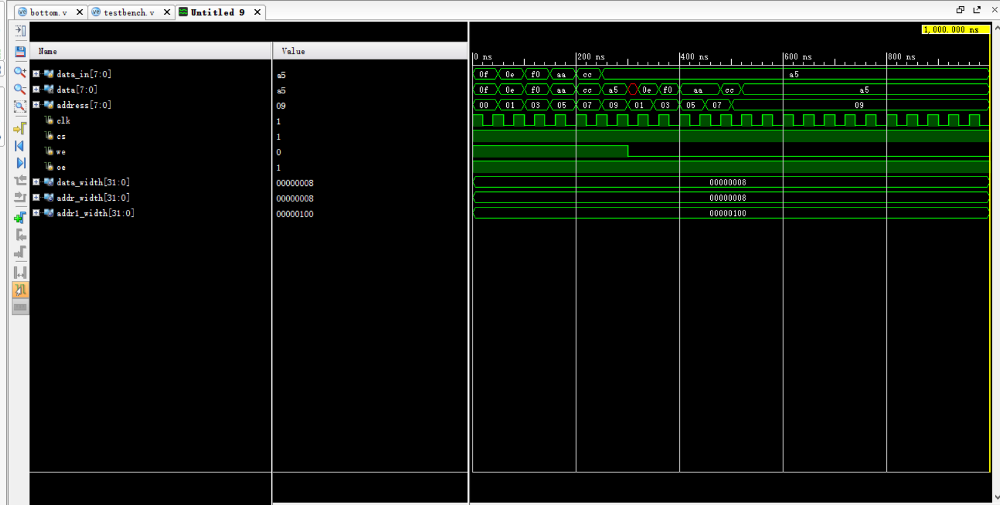 bottom.v testbench.v Untitled 9
1,000.000 ns
Name Value
0 ns 200 ns 400 ns 600 ns 800 ns
data_in[7:0] a5 0f 0e f0 aa cc a5
data[7:0] a5 0f 0e f0 aa cc a5 0e f0 aa cc a5
address[7:0] 09 00 01 03 05 07 09 01 03 05 07 09
clk 1
cs 1
we 0
oe 1
data_width[31:0] 00000008 00000008
addr_width[31:0] 00000008 00000008
addr1_width[31:0] 00000100 00000100